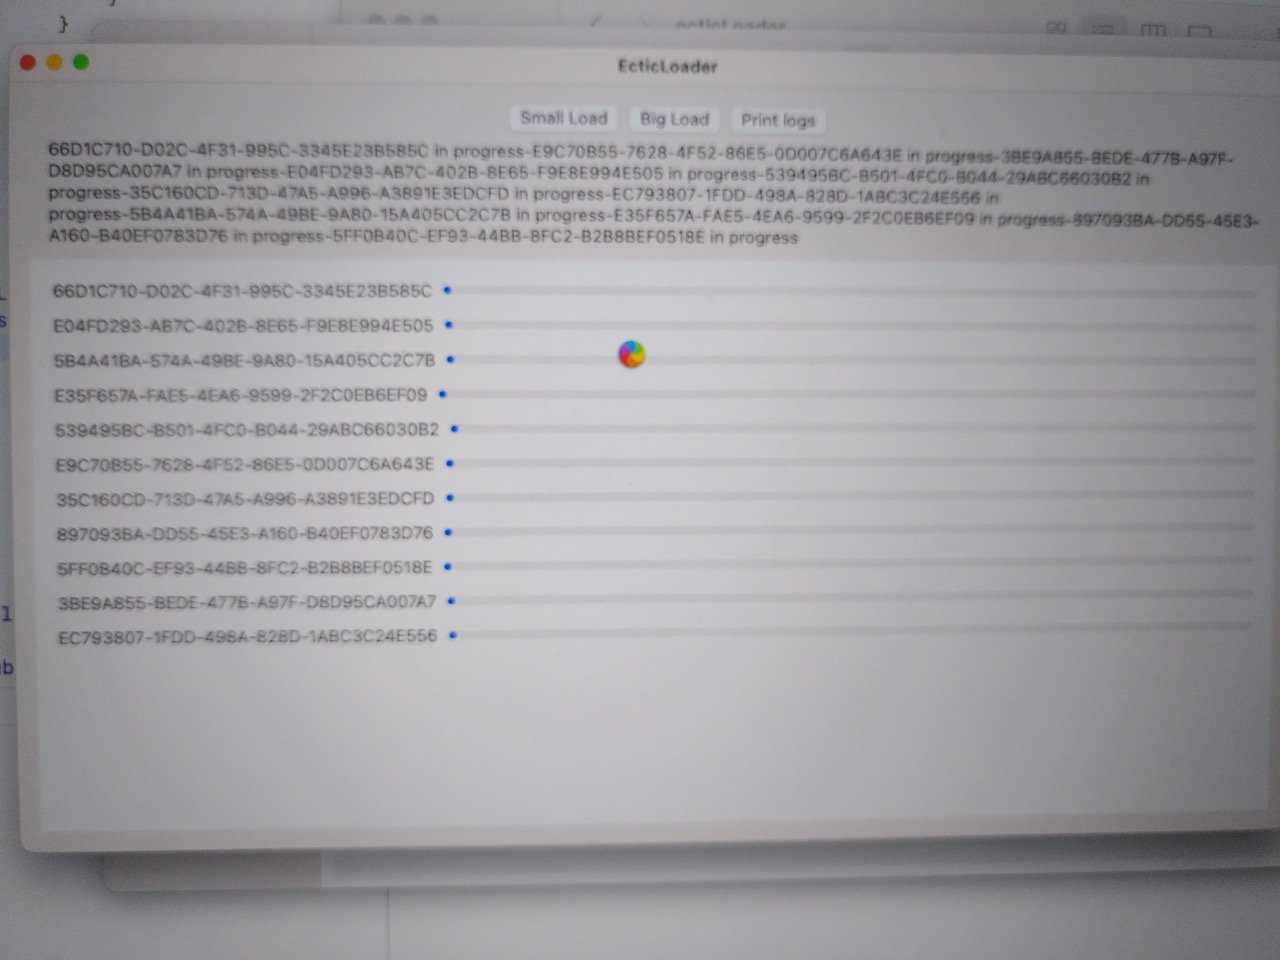 }
EcticLoader
Small Load Big Load Print logs
66D1C710-D02C-4F31-995C-3345E23B585C in progress-E9C70B55-7628-4F52-86E5-0D007C6A643E in progress-3BE9A855-BEDE-477B-A97F-
D8D95CA007A7 in progress-E04FD293-AB7C-402B-8E65-F9E8E994E505 in progress-539495BC-B501-4FC0-B044-29ABC66030B2 in
progress-35C160CD-713D-47A5-A996-A3891E3EDCFD in progress-EC793807-1FDD-498A-828D-1ABC3C24E556 in
progress-5B4A41BA-574A-49BE-9A80-15A405CC2C7B in progress-E35F657A-FAE5-4EA6-9599-2F2C0EB6EF09 in progress-897093BA-DD55-45E3-
A160-B40EF0783D76 in progress-5FF0B40C-EF93-44BB-8FC2-B2B8BEF0518E in progress
66D1C710-D02C-4F31-995C-3345E23B585C
E04FD293-AB7C-402B-8E65-F9E8E994E505
5B4A41BA-574A-49BE-9A80-15A405CC2C7B
E35F657A-FAE5-4EA6-9599-2F2C0EB6EF09
539495BC-B501-4FC0-B044-29ABC66030B2
E9C70B55-7628-4F52-86E5-0D007C6A643E
35C160CD-713D-47A5-A996-A3891E3EDCFD
897093BA-DD55-45E3-A160-B40EF0783D76
5FF0B40C-EF93-44BB-8FC2-B2B8BEF0518E
3BE9A855-BEDE-477B-A97F-D8D95CA007A7
EC793807-1FDD-498A-828D-1ABC3C24E556